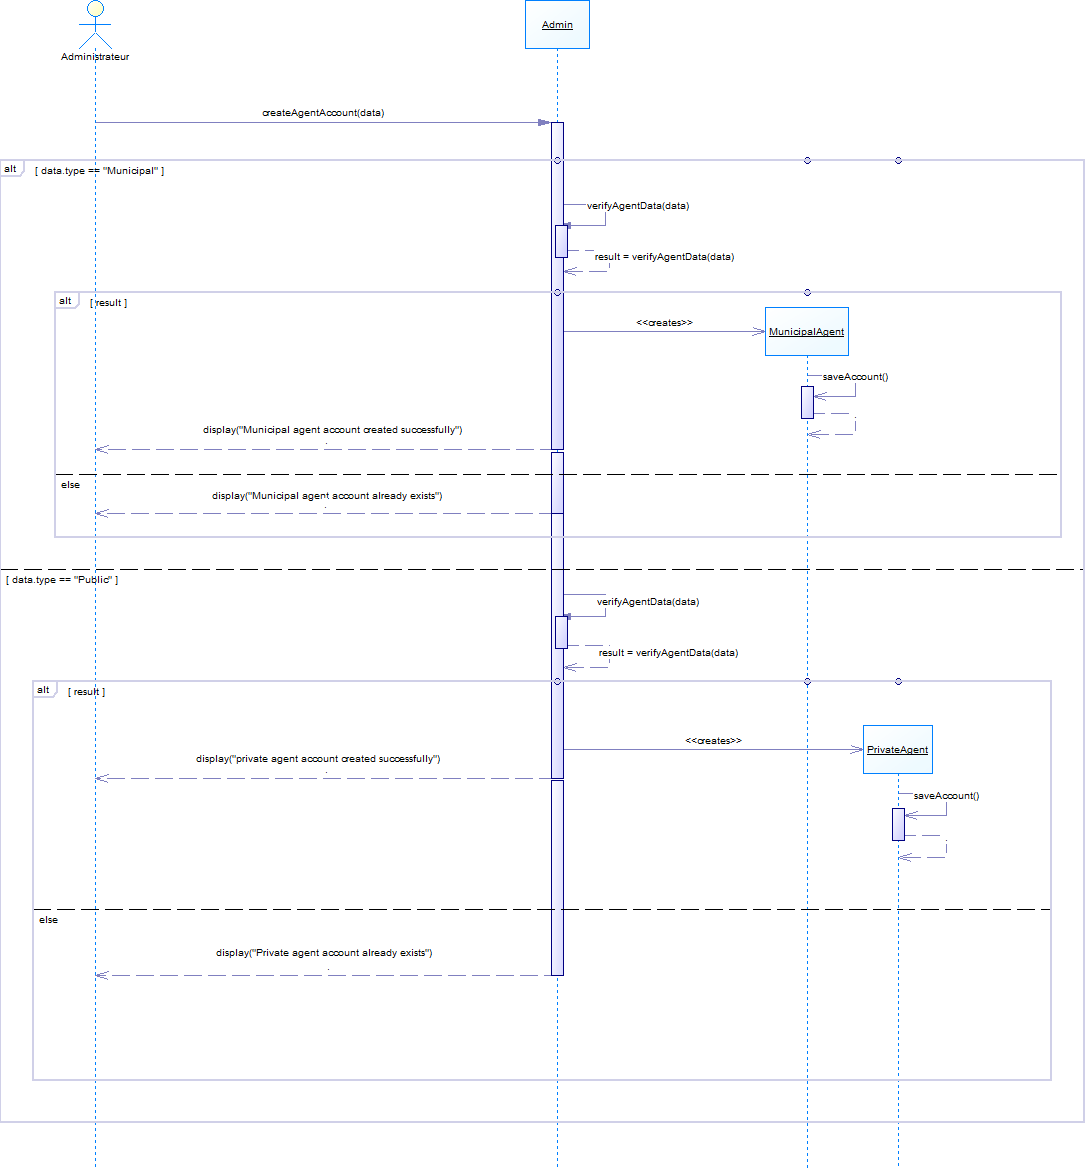 Administrateur
Admin
createAgentAccount(data)
alt
[ data.type == "Municipal" ]
verifyAgentData(data)
result = verifyAgentData(data)
alt
[ result ]
<<creates>>
MunicipalAgent
saveAccount()
display("Municipal agent account created successfully")
else
display("Municipal agent account already exists")
[ data.type == "Public" ]
verifyAgentData(data)
result = verifyAgentData(data)
alt
[ result ]
<<creates>>
PrivateAgent
display("private agent account created successfully")
saveAccount()
else
display("Private agent account already exists")